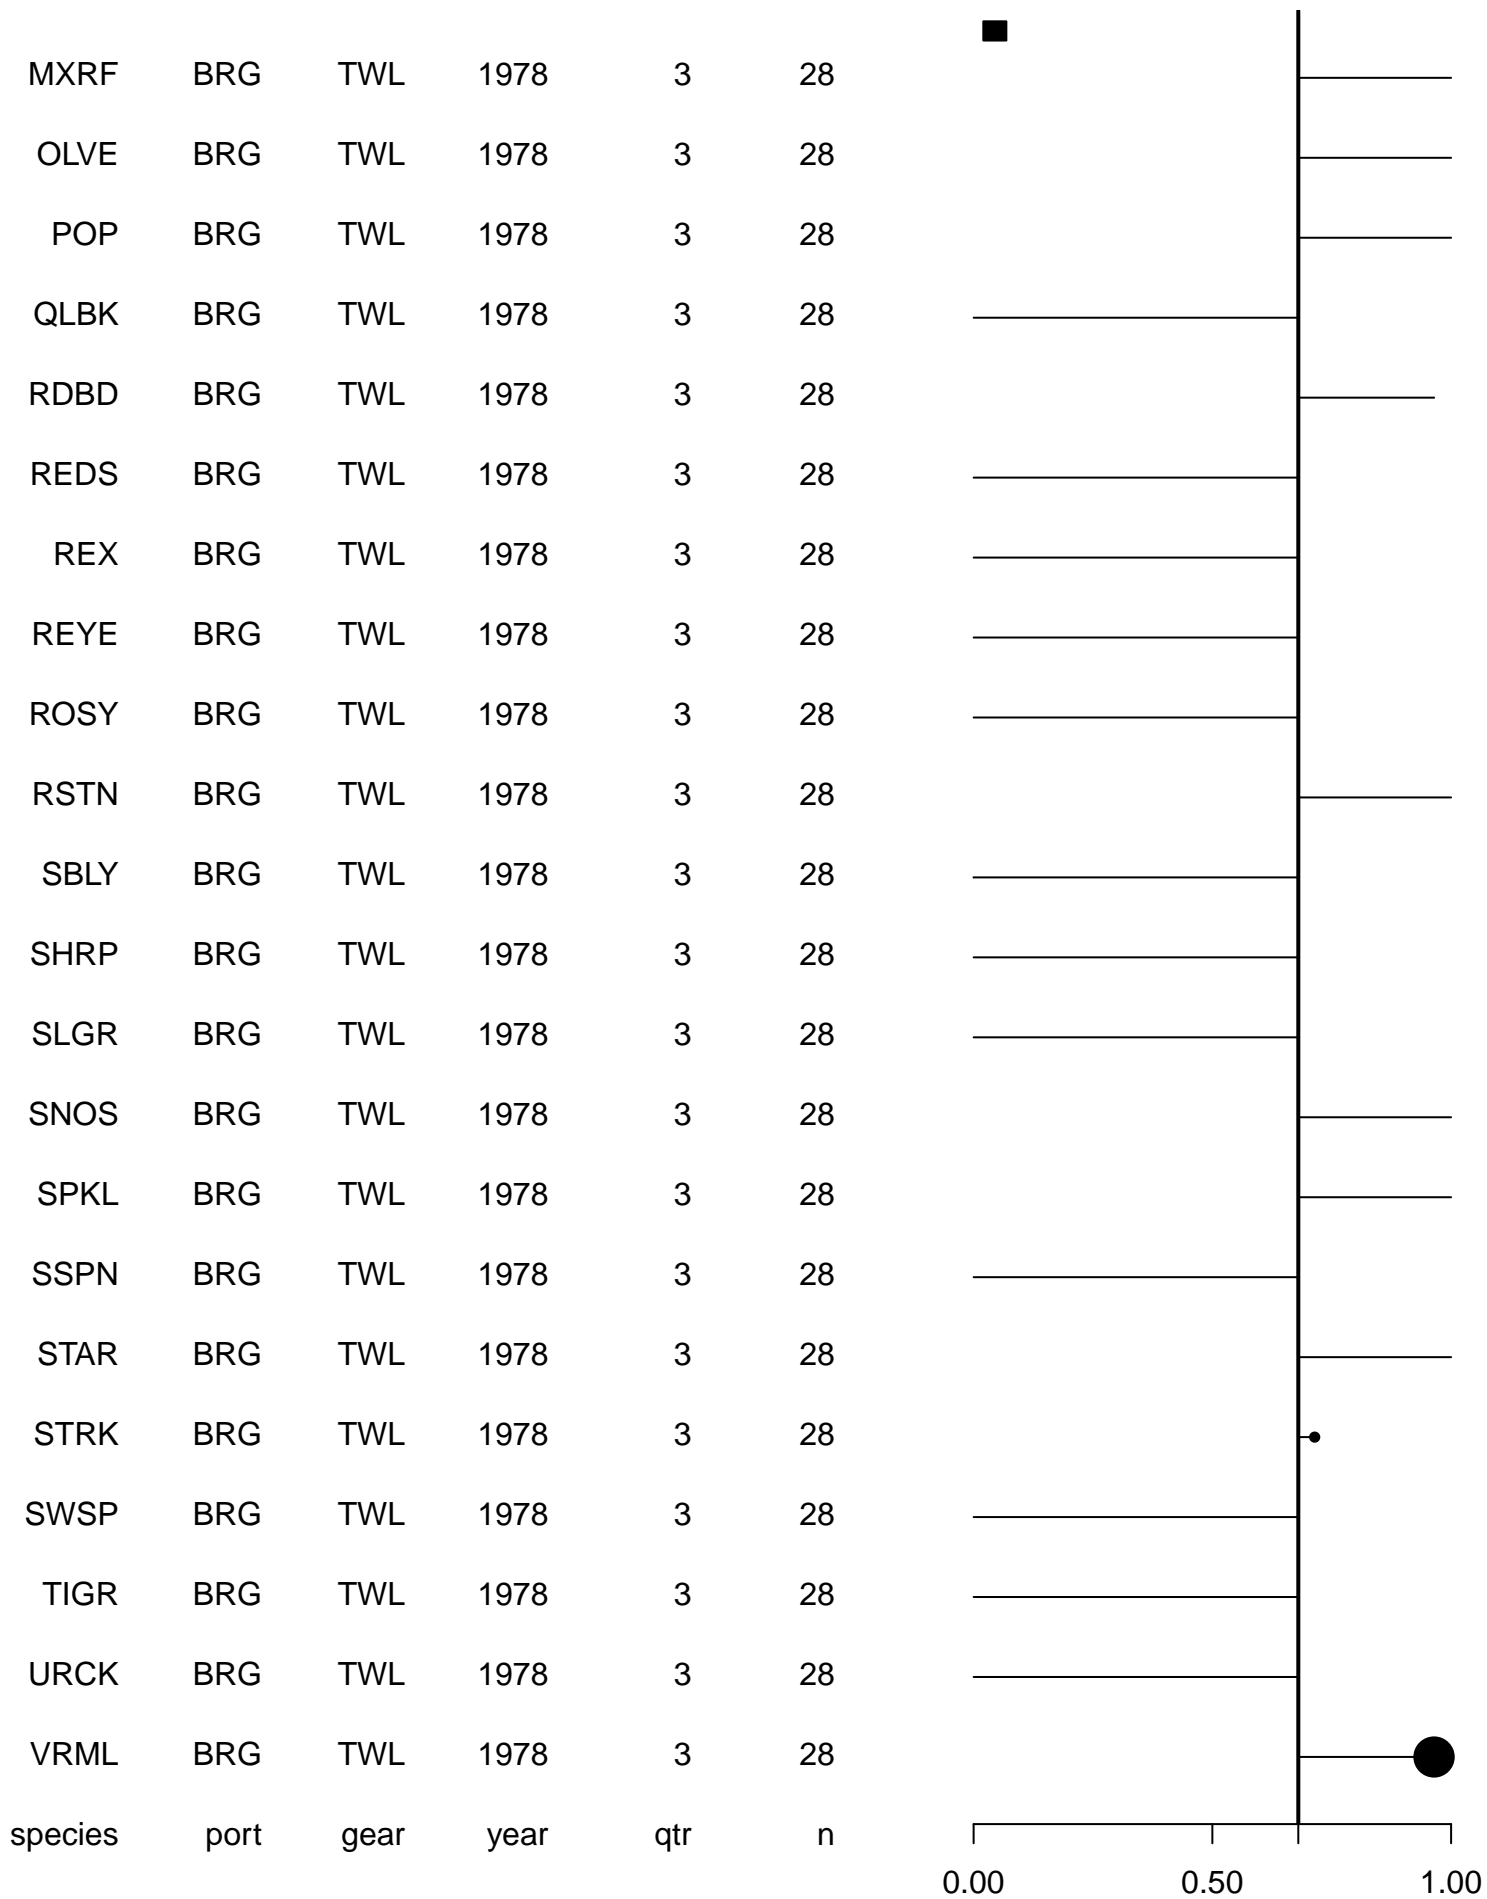 MXRF BRG TWL 1978 3 28
OLVE BRG TWL 1978 3 28
POP BRG TWL 1978 3 28
QLBK BRG TWL 1978 3 28
RDBD BRG TWL 1978 3 28
REDS BRG TWL 1978 3 28
REX BRG TWL 1978 3 28
REYE BRG TWL 1978 3 28
ROSY BRG TWL 1978 3 28
RSTN BRG TWL 1978 3 28
SBLY BRG TWL 1978 3 28
SHRP BRG TWL 1978 3 28
SLGR BRG TWL 1978 3 28
SNOS BRG TWL 1978 3 28
SPKL BRG TWL 1978 3 28
SSPN BRG TWL 1978 3 28
STAR BRG TWL 1978 3 28
STRK BRG TWL 1978 3 28
SWSP BRG TWL 1978 3 28
TIGR BRG TWL 1978 3 28
URCK BRG TWL 1978 3 28
VRML BRG TWL 1978 3 28
species port gear year qtr n
0.00 0.50 1.00